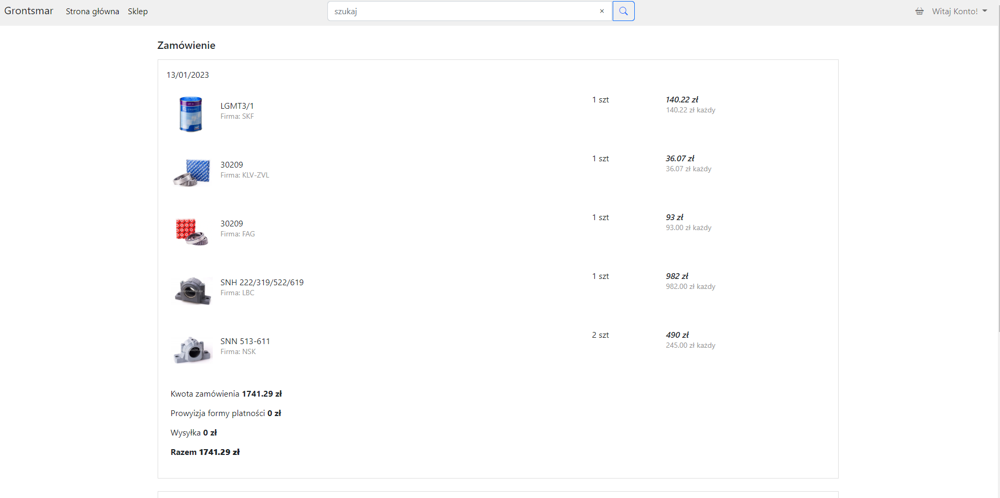 Grontsmar Strona główna Sklep szukaj × Witaj Konto!
Zamówienie
13/01/2023
LGMT3/1
Firma: SKF
1 szt
140.22 zł
140.22 zł każdy
30209
Firma: KLV-ZVL
1 szt
36.07 zł
36.07 zł każdy
30209
Firma: FAG
1 szt
93 zł
93.00 zł każdy
SNH 222/319/522/619
Firma: LBC
1 szt
982 zł
982.00 zł każdy
SNN 513-611
Firma: NSK
2 szt
490 zł
245.00 zł każdy
Kwota zamówienia 1741.29 zł
Prowyizja formy platności 0 zł
Wysyłka 0 zł
Razem 1741.29 zł